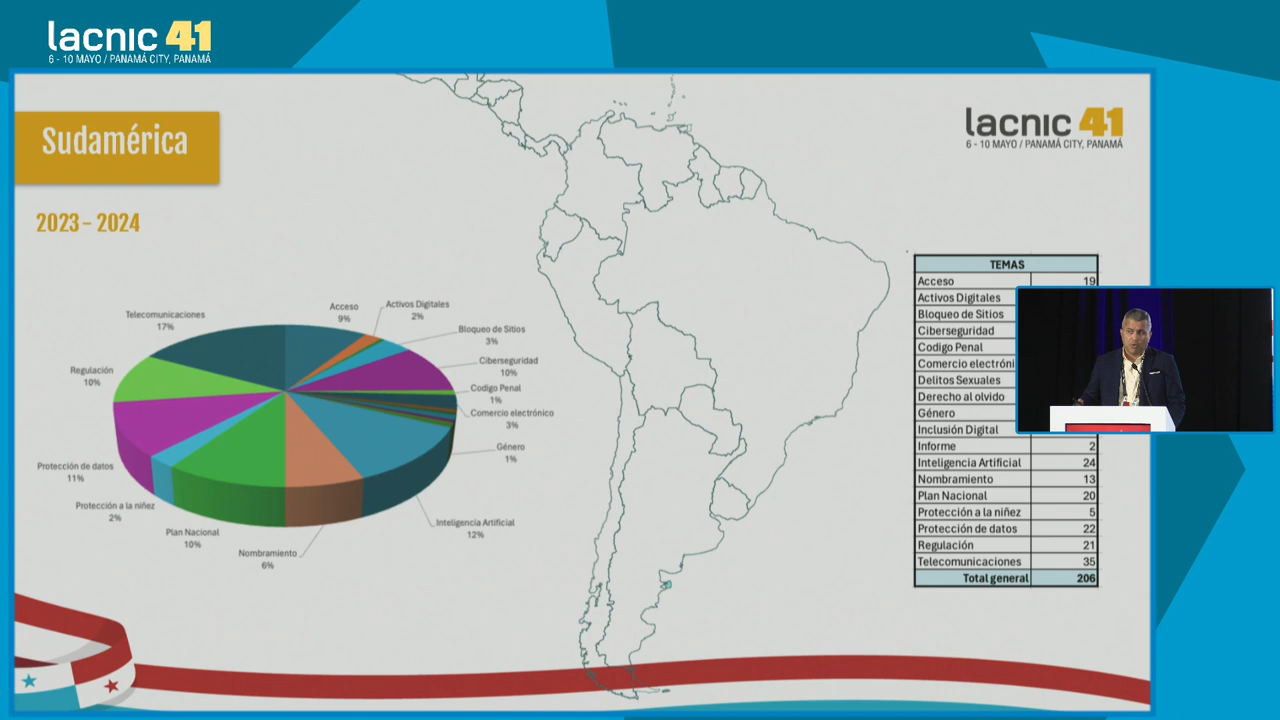 lacnic 41
6 - 10 MAYO / PANAMÁ CITY, PANAMÁ
Sudamérica
lacnic 41
6 - 10 MAYO / PANAMÁ CITY, PANAMÁ
2023 – 2024
Telecomunicaciones
17%
Acceso
9%
Activos Digitales
2%
Bloqueo de Sitios
3%
Ciberseguridad
10%
Codigo Penal
1%
Comercio electrónico
3%
Género
1%
Inteligencia Artificial
12%
Nombramiento
6%
Plan Nacional
10%
Protección a la niñez
2%
Protección de datos
11%
Regulación
10%
TEMAS
Acceso 19
Activos Digitales
Bloqueo de Sitios
Ciberseguridad
Codigo Penal
Comercio electróni
Delitos Sexuales
Derecho al olvido
Género
Inclusión Digital
Informe 2
Inteligencia Artificial 24
Nombramiento 13
Plan Nacional 20
Protección a la niñez 5
Protección de datos 22
Regulación 21
Telecomunicaciones 35
Total general 206